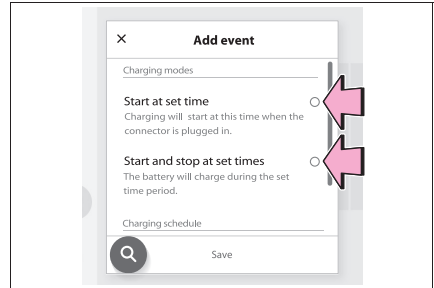 Add event
Charging modes
Start at set time
Charging will start at this time when the
connector is plugged in.
Start and stop at set times
The battery will charge during the set
time period.
Charging schedule
Save